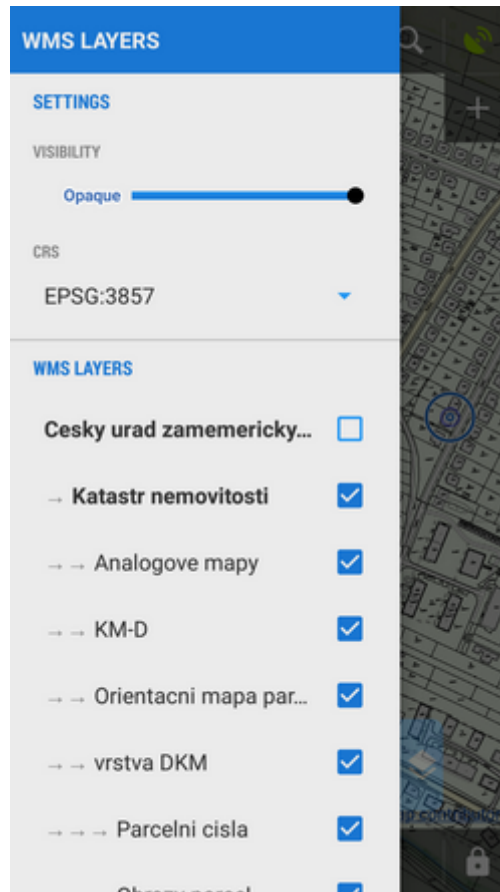 WMS LAYERS
SETTINGS
VISIBILITY
Opaque
CRS
EPSG:3857
WMS LAYERS
Cesky urad zamemericky...
→ Katastr nemovitosti
→ → Analogove mapy
→ → KM-D
→ → Orientacni mapa par...
→ → vrstva DKM
→ → → Parcelni cisla